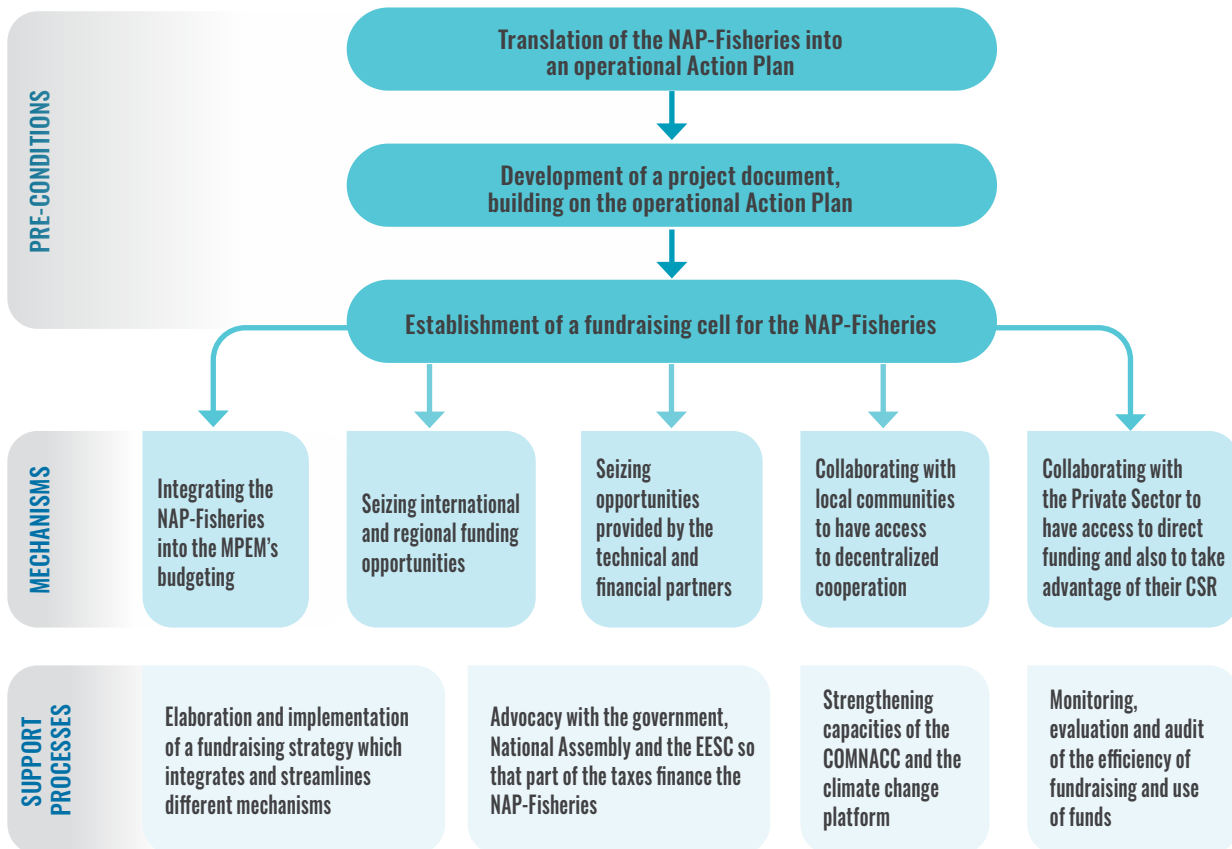 PRE-CONDITIONS
Translation of the NAP-Fisheries into
an operational Action Plan
Development of a project document,
building on the operational Action Plan
Establishment of a fundraising cell for the NAP-Fisheries
MECHANISMS
Integrating the
NAP-Fisheries
into the MPEM's
budgeting
Seizing international
and regional funding
opportunities
Seizing
opportunities
provided by the
technical and
financial partners
Collaborating with
local communities
to have access
to decentralized
cooperation
Collaborating with
the Private Sector to
have access to direct
funding and also to take
advantage of their CSR
SUPPORT
PROCESSES
Elaboration and implementation
of a fundraising strategy which
integrates and streamlines
different mechanisms
Advocacy with the government,
National Assembly and the EESC so
that part of the taxes finance the
NAP-Fisheries
Strengthening
capacities of the
COMNACC and the
climate change
platform
Monitoring,
evaluation and audit
of the efficiency of
fundraising and use
of funds